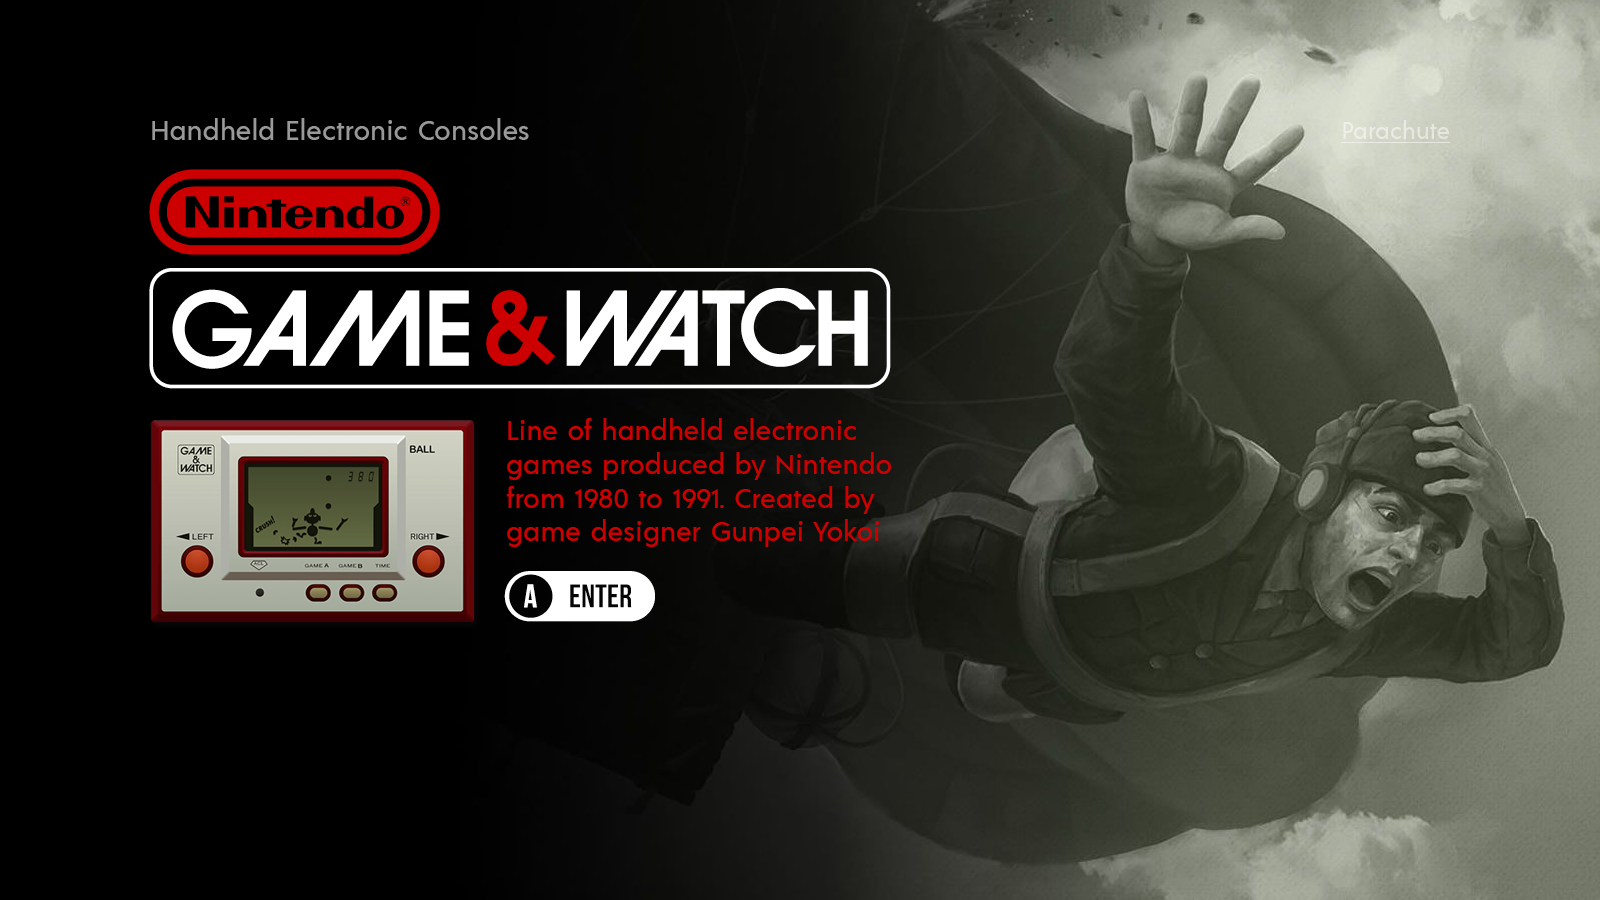 Handheld Electronic Consoles
Parachute
Nintendo®
GAME & WATCH
GAME
&
WATCH
BALL
380
CRUSH!
LEFT
RIGHT
ACL
GAME A GAME B TIME
Line of handheld electronic
games produced by Nintendo
from 1980 to 1991. Created by
game designer Gunpei Yokoi
A ENTER